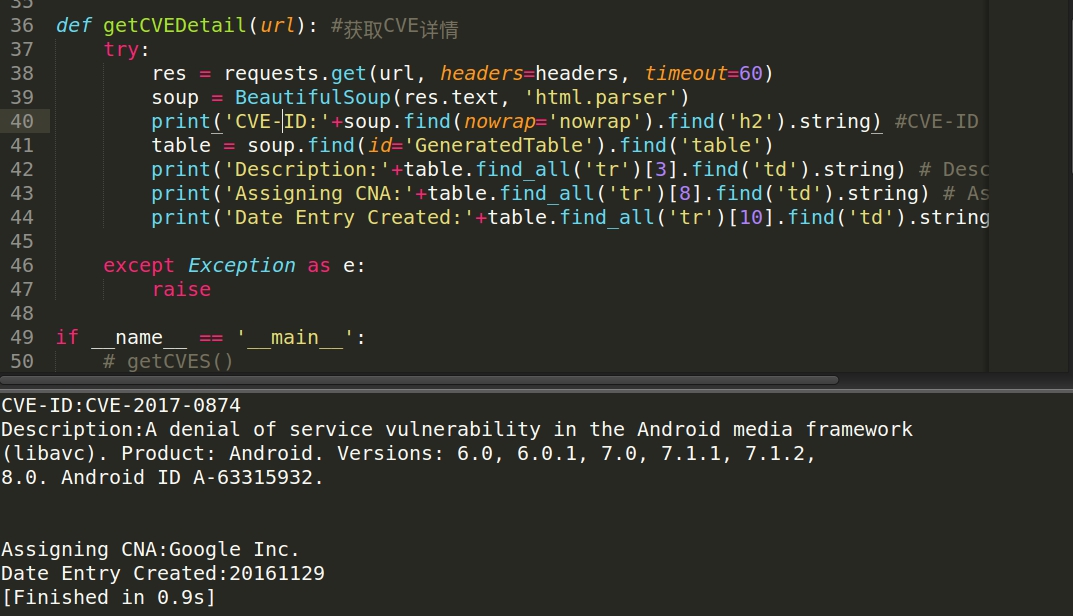 35
36 def getCVEDetail(url): #获取CVE详情
37     try:
38         res = requests.get(url, headers=headers, timeout=60)
39         soup = BeautifulSoup(res.text, 'html.parser')
40         print('CVE-ID:'+soup.find(nowrap='nowrap').find('h2').string) #CVE-ID
41         table = soup.find(id='GeneratedTable').find('table')
42         print('Description:'+table.find_all('tr')[3].find('td').string) # Desc
43         print('Assigning CNA:'+table.find_all('tr')[8].find('td').string) # As
44         print('Date Entry Created:'+table.find_all('tr')[10].find('td').string
45
46     except Exception as e:
47         raise
48
49 if __name__ == '__main__':
50     # getCVES()
CVE-ID:CVE-2017-0874
Description:A denial of service vulnerability in the Android media framework
(libavc). Product: Android. Versions: 6.0, 6.0.1, 7.0, 7.1.1, 7.1.2,
8.0. Android ID A-63315932.
Assigning CNA:Google Inc.
Date Entry Created:20161129
[Finished in 0.9s]